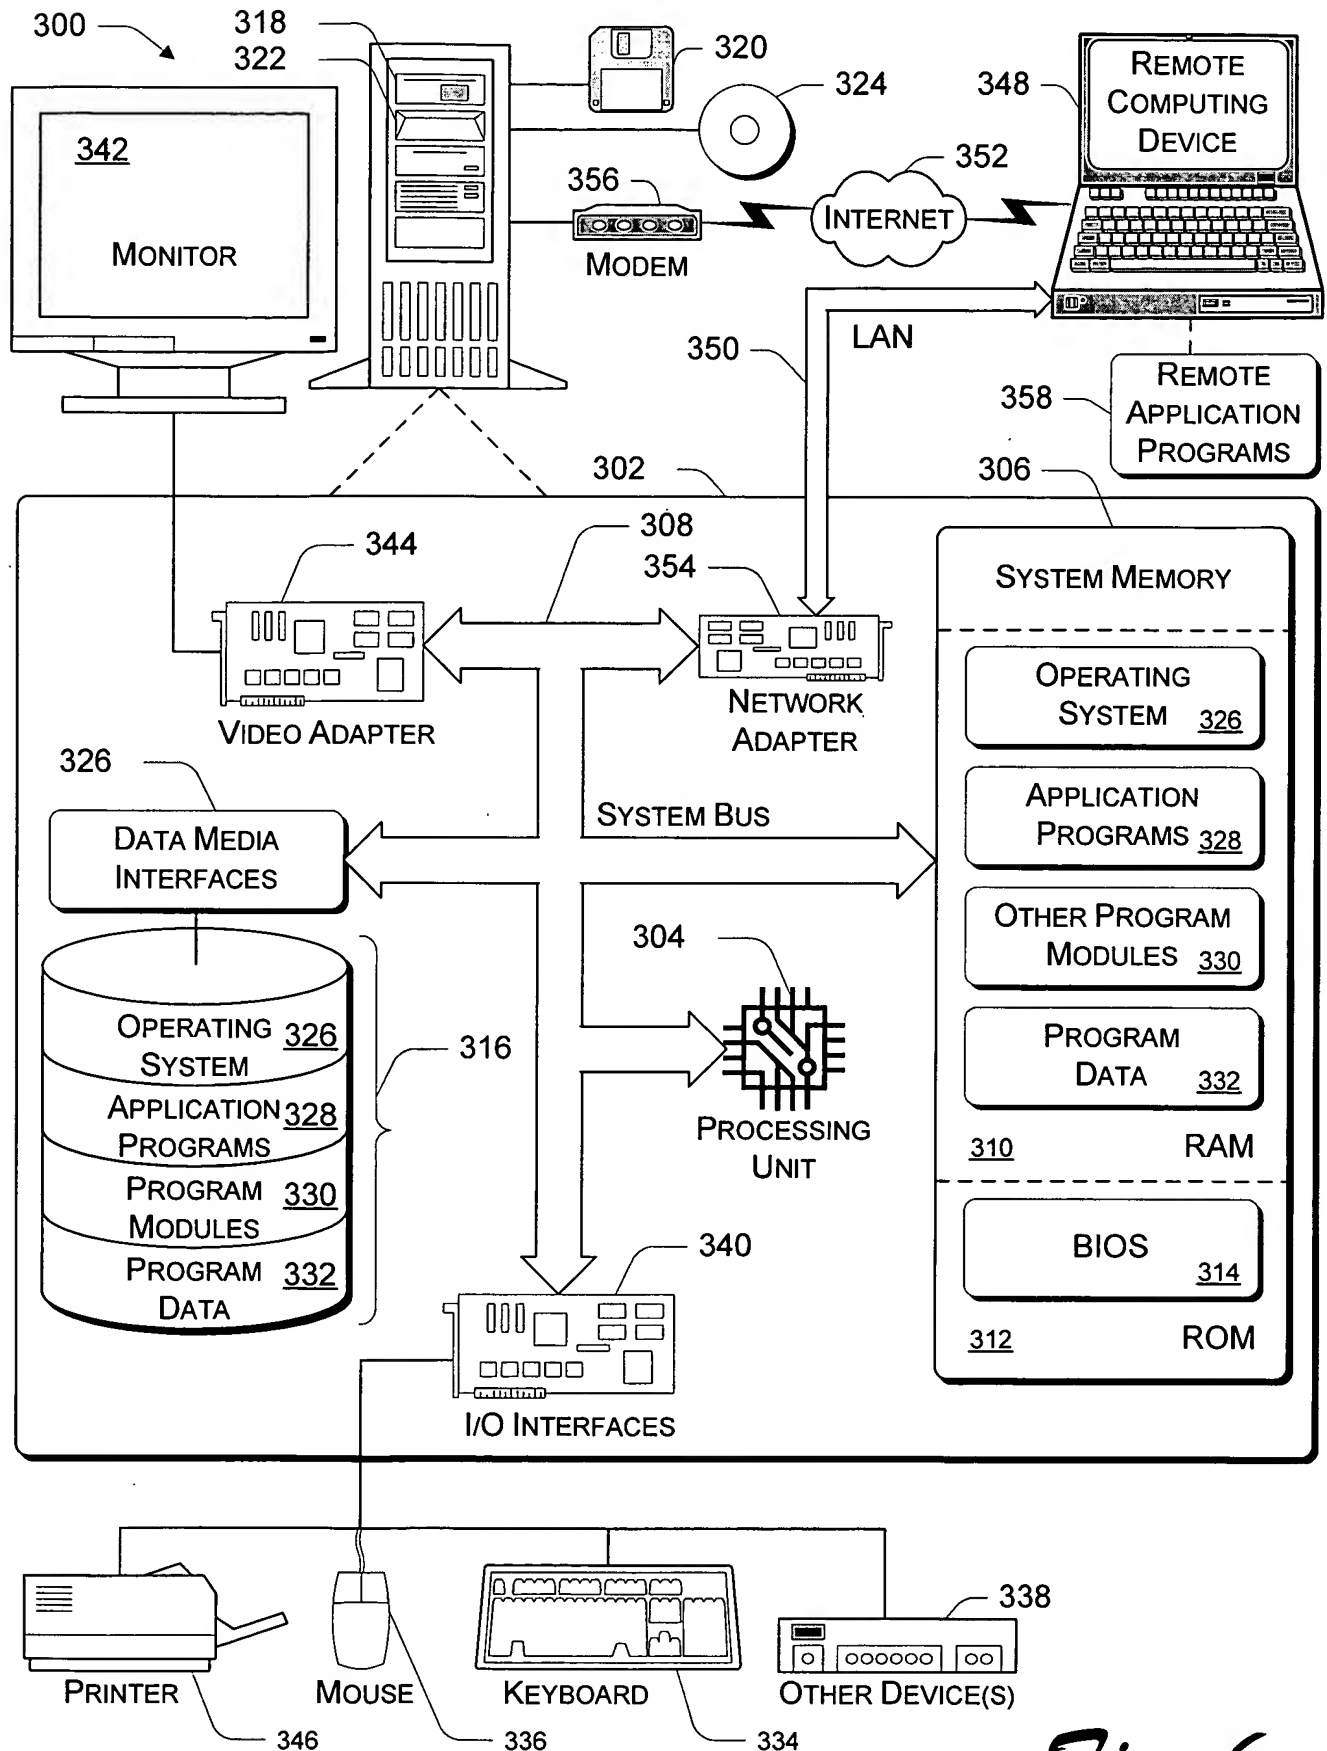 300
318
322
320
324
348
REMOTE
COMPUTING
DEVICE
342
MONITOR
356
MODEM
352
INTERNET
350
LAN
358
REMOTE
APPLICATION
PROGRAMS
302
306
344
308
354
VIDEO ADAPTER
NETWORK
ADAPTER
SYSTEM MEMORY
OPERATING
SYSTEM 326
APPLICATION
PROGRAMS 328
OTHER PROGRAM
MODULES 330
PROGRAM
DATA 332
310 RAM
BIOS
314
312 ROM
326
DATA MEDIA
INTERFACES
SYSTEM BUS
304
PROCESSING
UNIT
OPERATING 326
SYSTEM
APPLICATION 328
PROGRAMS
PROGRAM 330
MODULES
PROGRAM 332
DATA
316
340
I/O INTERFACES
PRINTER
346
MOUSE
336
KEYBOARD
334
338
OTHER DEVICE(S)